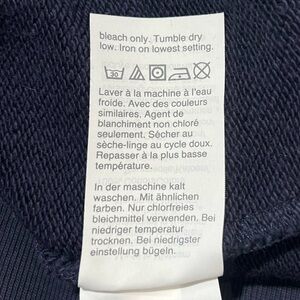 bleach only. Tumble dry
low. Iron on lowest setting.
30
Laver à la machine à l'eau
froide. Avec des couleurs
similaires. Agent de
blanchiment non chloré
seulement. Sécher au
sèche-linge au cycle doux.
Repasser à la plus basse
température.
In der maschine kalt
waschen. Mit ähnlichen
farben. Nur chlorfreies
bleichmittel verwenden. Bei
niedriger temperatur
trocknen. Bei niedrigster
einstellung bügeln.